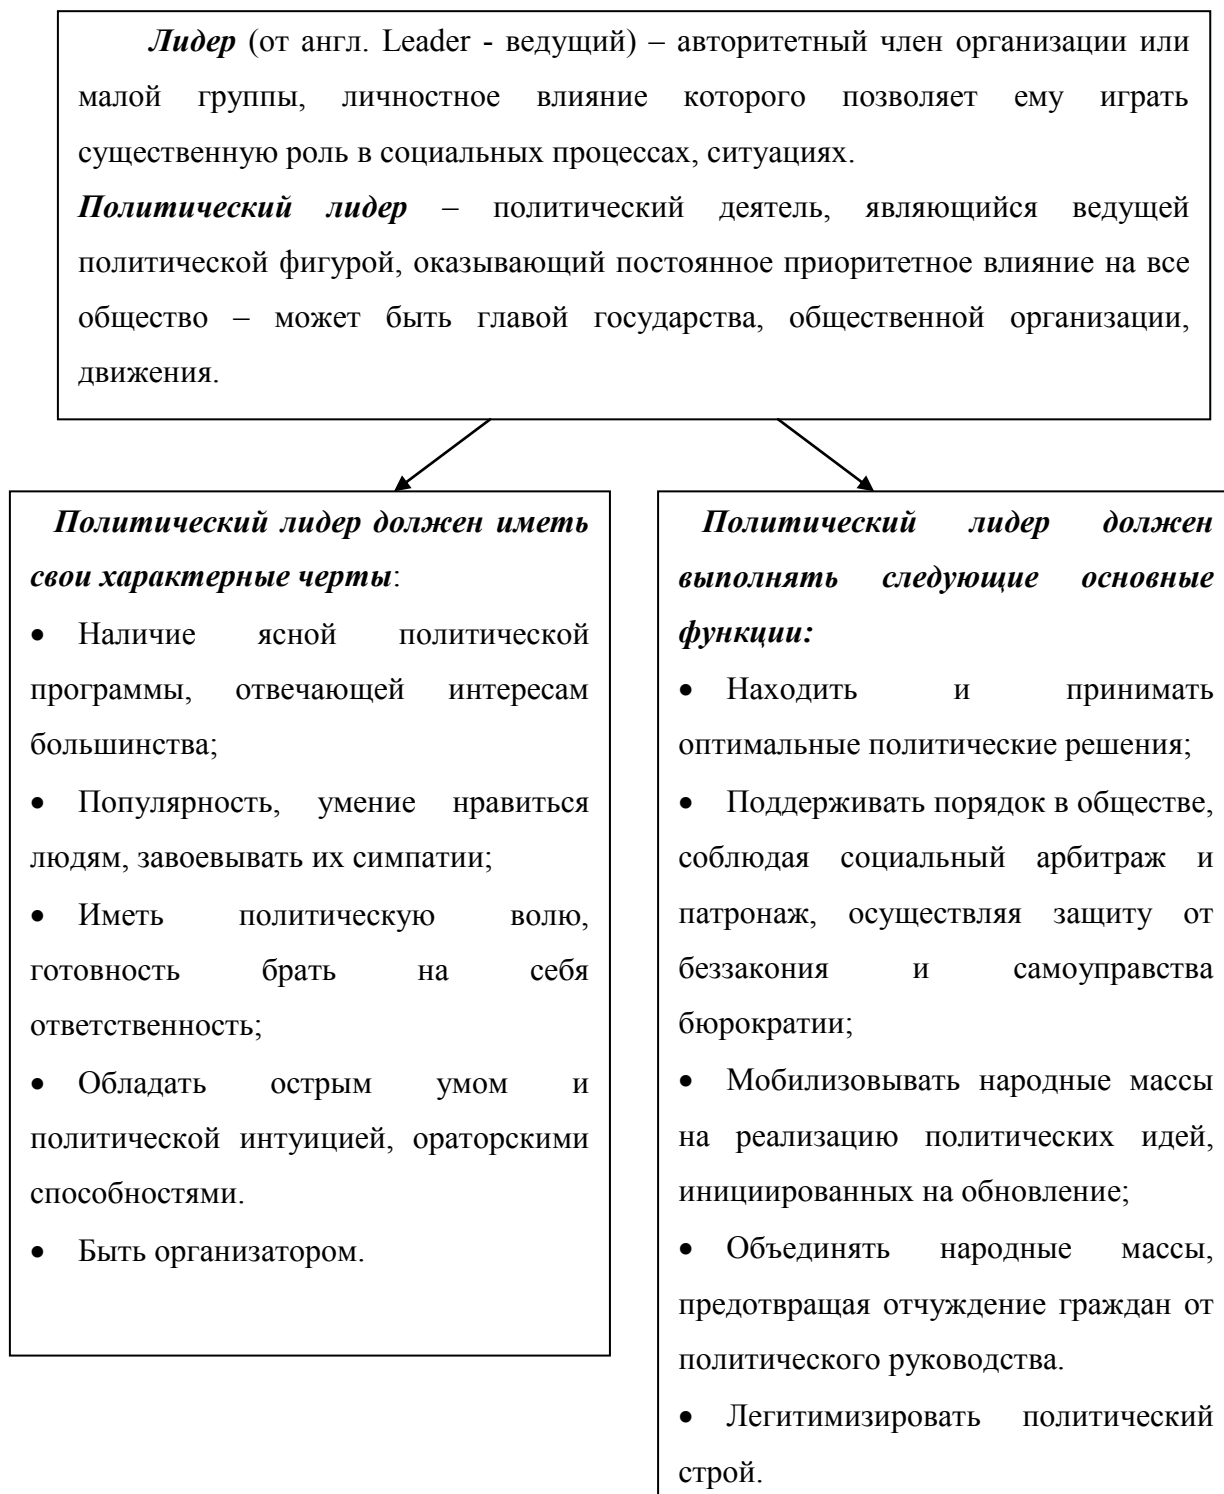 Лидер (от англ. Leader - ведущий) – авторитетный член организации или
малой группы, личностное влияние которого позволяет ему играть
существенную роль в социальных процессах, ситуациях.
Политический лидер – политический деятель, являющийся ведущей
политической фигурой, оказывающий постоянное приоритетное влияние на все
общество – может быть главой государства, общественной организации,
движения.
Политический лидер должен иметь
свои характерные черты:
• Наличие ясной политической
программы, отвечающей интересам
большинства;
• Популярность, умение нравиться
людям, завоевывать их симпатии;
• Иметь политическую волю,
готовность брать на себя
ответственность;
• Обладать острым умом и
политической интуицией, ораторскими
способностями.
• Быть организатором.
Политический лидер должен
выполнять следующие основные
функции:
• Находить и принимать
оптимальные политические решения;
• Поддерживать порядок в обществе,
соблюдая социальный арбитраж и
патронаж, осуществляя защиту от
беззакония и самоуправства
бюрократии;
• Мобилизовывать народные массы
на реализацию политических идей,
инициированных на обновление;
• Объединять народные массы,
предотвращая отчуждение граждан от
политического руководства.
• Легитимизировать политический
строй.